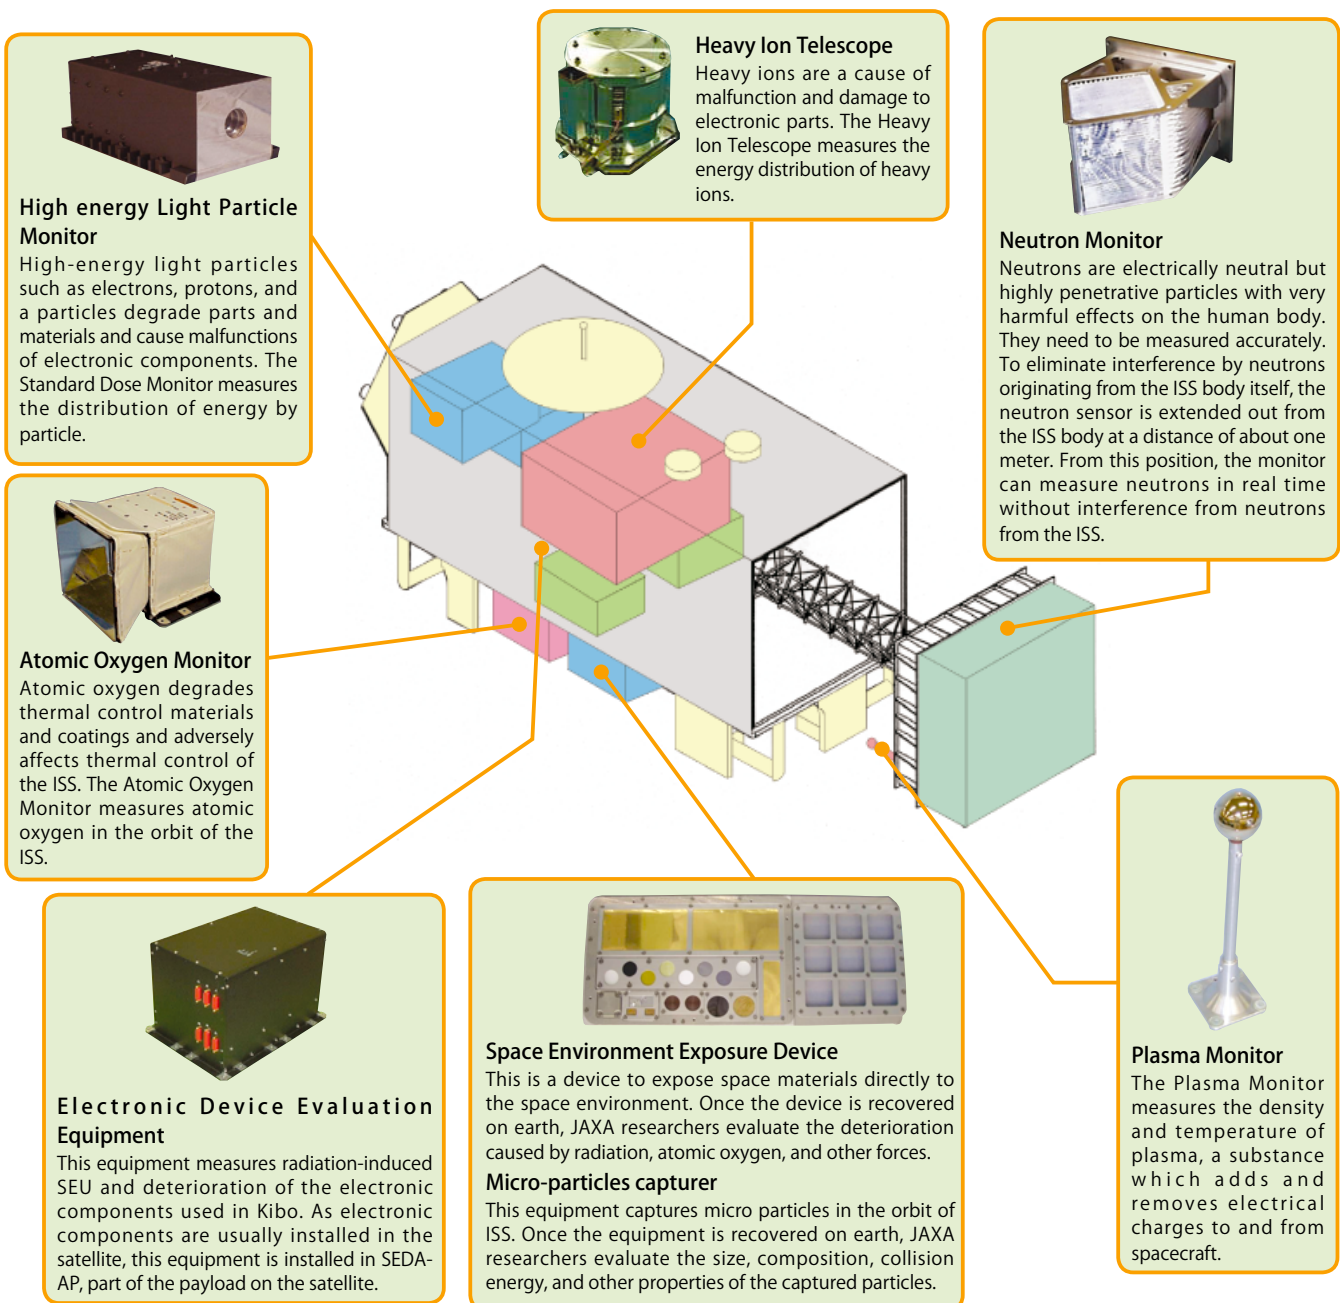 High energy Light Particle
Monitor
High-energy light particles
such as electrons, protons, and
a particles degrade parts and
materials and cause malfunctions
of electronic components. The
Standard Dose Monitor measures
the distribution of energy by
particle.
Heavy Ion Telescope
Heavy ions are a cause of
malfunction and damage to
electronic parts. The Heavy
Ion Telescope measures the
energy distribution of heavy
ions.
Neutron Monitor
Neutrons are electrically neutral but
highly penetrative particles with very
harmful effects on the human body.
They need to be measured accurately.
To eliminate interference by neutrons
originating from the ISS body itself, the
neutron sensor is extended out from
the ISS body at a distance of about one
meter. From this position, the monitor
can measure neutrons in real time
without interference from neutrons
from the ISS.
Atomic Oxygen Monitor
Atomic oxygen degrades
thermal control materials
and coatings and adversely
affects thermal control of
the ISS. The Atomic Oxygen
Monitor measures atomic
oxygen in the orbit of the
ISS.
Electronic Device Evaluation
Equipment
This equipment measures radiation-induced
SEU and deterioration of the electronic
components used in Kibo. As electronic
components are usually installed in the
satellite, this equipment is installed in SEDA-
AP, part of the payload on the satellite.
Space Environment Exposure Device
This is a device to expose space materials directly to
the space environment. Once the device is recovered
on earth, JAXA researchers evaluate the deterioration
caused by radiation, atomic oxygen, and other forces.
Micro-particles capturer
This equipment captures micro particles in the orbit of
ISS. Once the equipment is recovered on earth, JAXA
researchers evaluate the size, composition, collision
energy, and other properties of the captured particles.
Plasma Monitor
The Plasma Monitor
measures the density
and temperature of
plasma, a substance
which adds and
removes electrical
charges to and from
spacecraft.